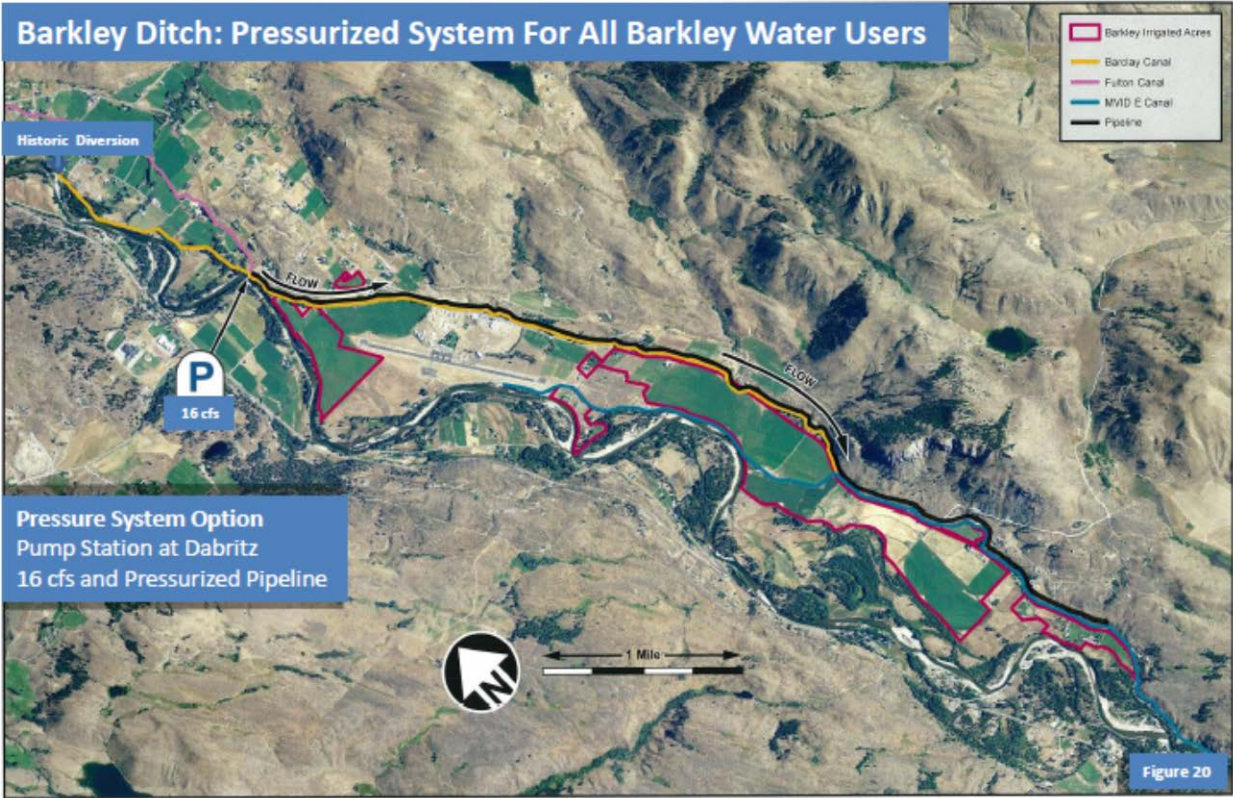 Barkley Ditch: Pressurized System For All Barkley Water Users
Barkley Irrigated Acres
Barclay Canal
Fulton Canal
MVID E Canal
Pipeline
Historic Diversion
FLOW
P
16 cfs
FLOW
Pressure System Option
Pump Station at Dabritz
16 cfs and Pressurized Pipeline
1 Mile
N
Figure 20